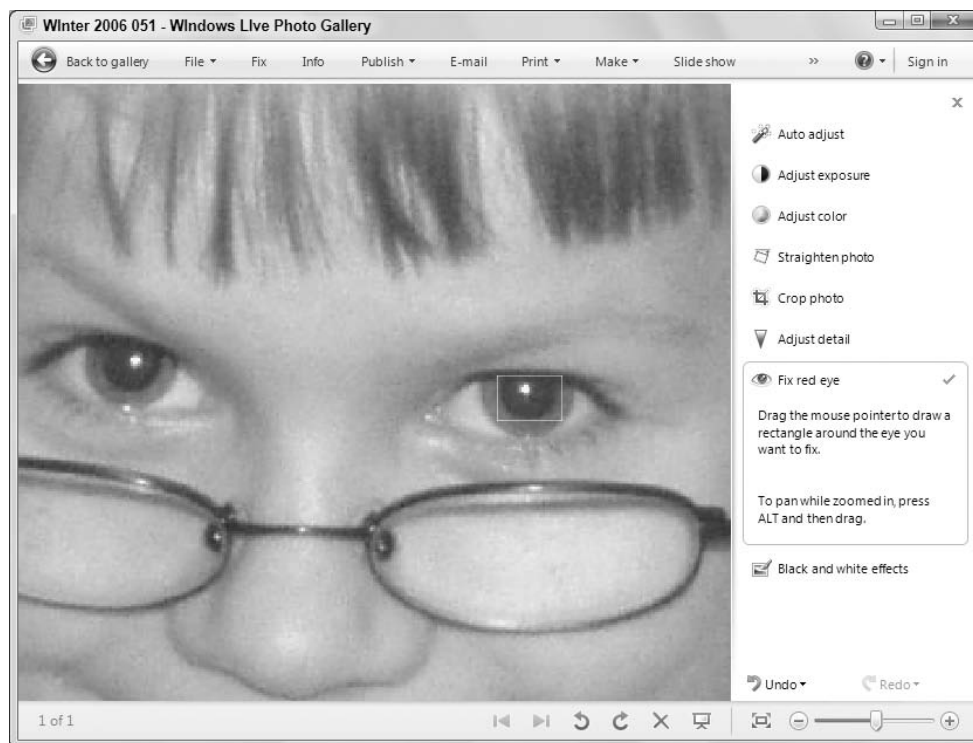 WInter 2006 051 - WIndows LIve Photo Gallery
Back to gallery File Fix Info Publish E-mail Print Make Slide show » Sign in
Auto adjust
Adjust exposure
Adjust color
Straighten photo
Crop photo
Adjust detail
Fix red eye
Drag the mouse pointer to draw a
rectangle around the eye you
want to fix.
To pan while zoomed in, press
ALT and then drag.
Black and white effects
Undo Redo
1 of 1